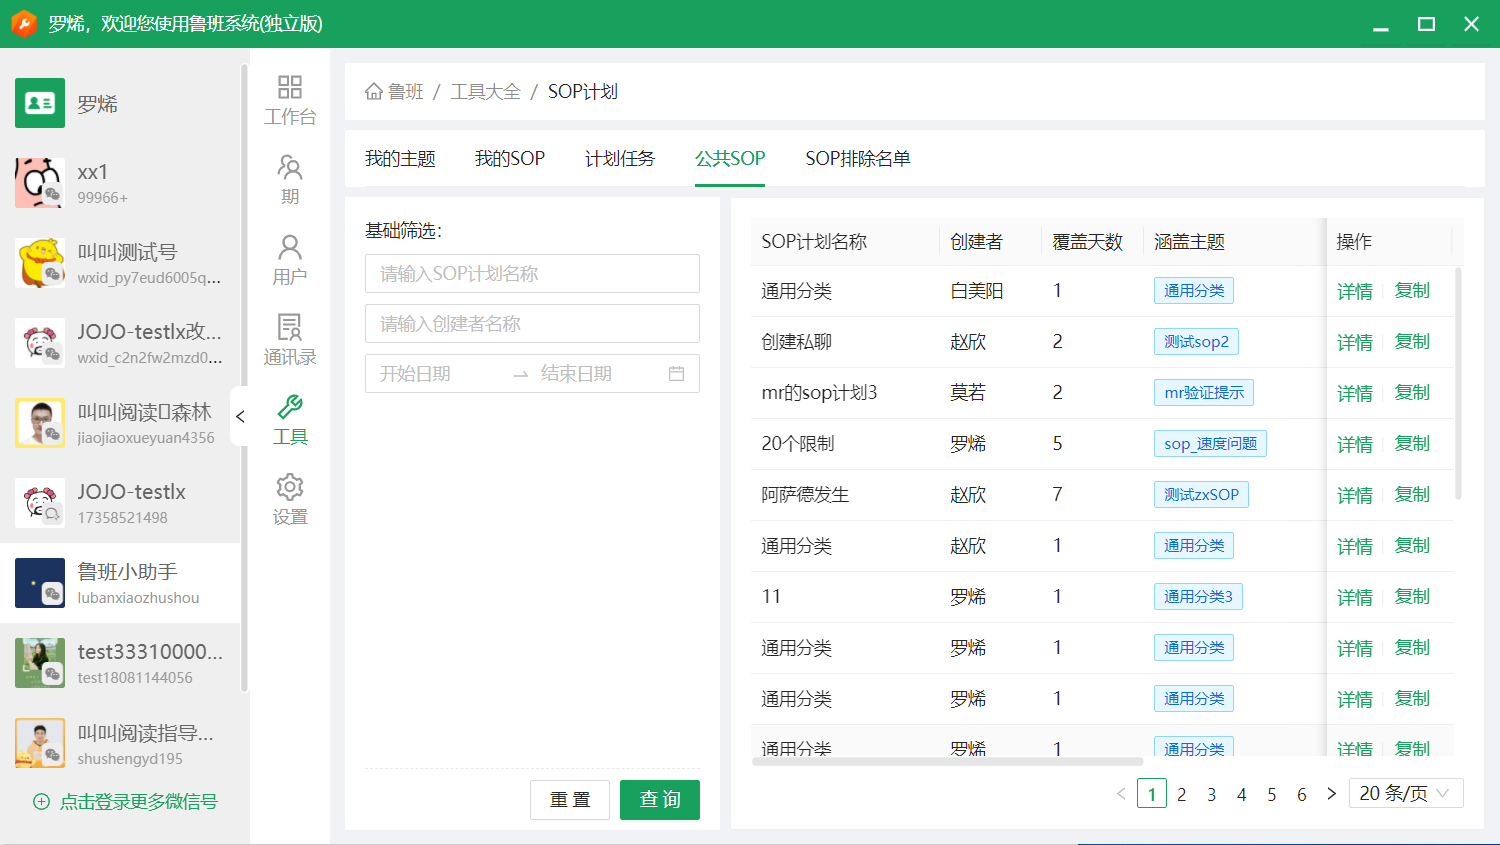 罗烯，欢迎您使用鲁班系统(独立版)
罗烯
xx1
99966+
叫叫测试号
wxid_py7eud6005q...
JOJO-testlx改...
wxid_c2n2fw2mzd0...
叫叫阅读▯森林
jiaojiaoxueyuan4356
JOJO-testlx
17358521498
鲁班小助手
lubanxiaozhushou
test33310000...
test18081144056
叫叫阅读指导...
shushengyd195
点击登录更多微信号
工作台
期
用户
通讯录
工具
设置
鲁班 / 工具大全 / SOP计划
我的主题 我的SOP 计划任务 公共SOP SOP排除名单
基础筛选:
请输入SOP计划名称
请输入创建者名称
开始日期 → 结束日期
重置 查询
SOP计划名称 创建者 覆盖天数 涵盖主题 操作
通用分类 白美阳 1 通用分类 详情 复制
创建私聊 赵欣 2 测试sop2 详情 复制
mr的sop计划3 莫若 2 mr验证提示 详情 复制
20个限制 罗烯 5 sop_速度问题 详情 复制
阿萨德发生 赵欣 7 测试zxSOP 详情 复制
通用分类 赵欣 1 通用分类 详情 复制
11 罗烯 1 通用分类3 详情 复制
通用分类 罗烯 1 通用分类 详情 复制
通用分类 罗烯 1 通用分类 详情 复制
通用分类 罗烯 1 通用分类 详情 复制
< 1 2 3 4 5 6 > 20 条/页